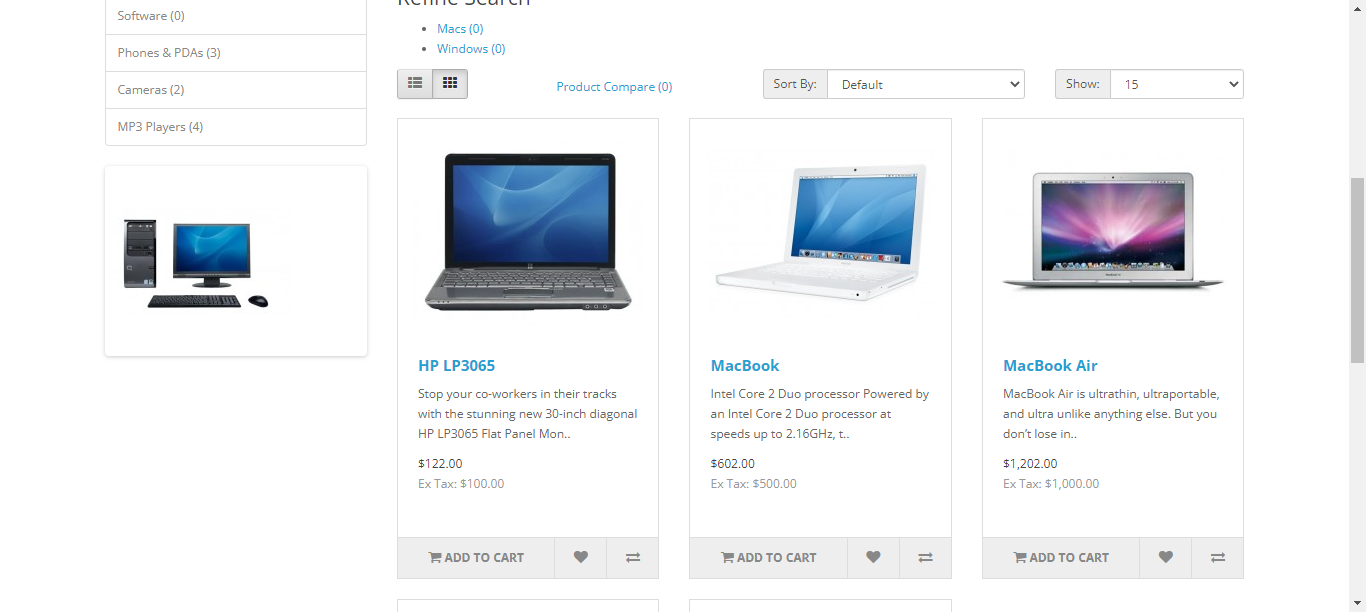 Software (0)
Phones & PDAs (3)
Cameras (2)
MP3 Players (4)
Refine Search
Macs (0)
Windows (0)
Product Compare (0)
Sort By:
Default
Show:
15
HP LP3065
Stop your co-workers in their tracks
with the stunning new 30-inch diagonal
HP LP3065 Flat Panel Mon..
$122.00
Ex Tax: $100.00
ADD TO CART
MacBook
Intel Core 2 Duo processor Powered by
an Intel Core 2 Duo processor at
speeds up to 2.16GHz, t..
$602.00
Ex Tax: $500.00
ADD TO CART
MacBook Air
MacBook Air is ultrathin, ultraportable,
and ultra unlike anything else. But you
don’t lose in..
$1,202.00
Ex Tax: $1,000.00
ADD TO CART